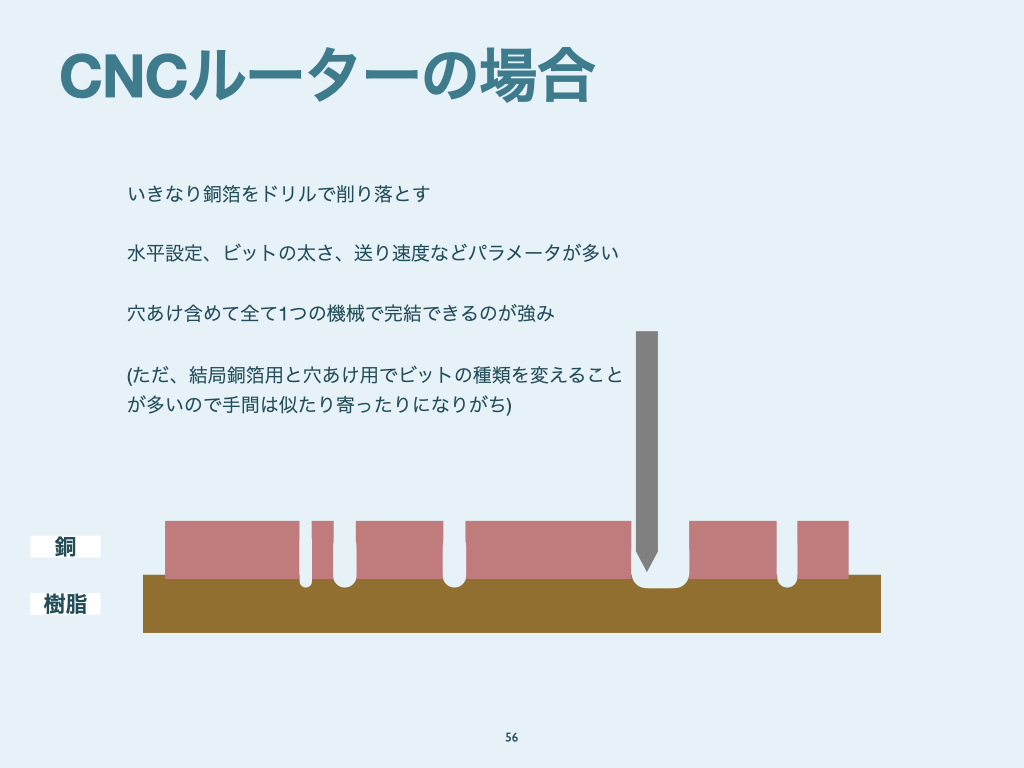 CNCルーターの場合
いきなり銅箔をドリルで削り落とす
水平設定、ビットの太さ、送り速度などパラメータが多い
穴あけ含めて全て1つの機械で完結できるのが強み
(ただ、結局銅箔用と穴あけ用でビットの種類を変えること
が多いので手間は似たり寄ったりになりがち)
銅
樹脂
56